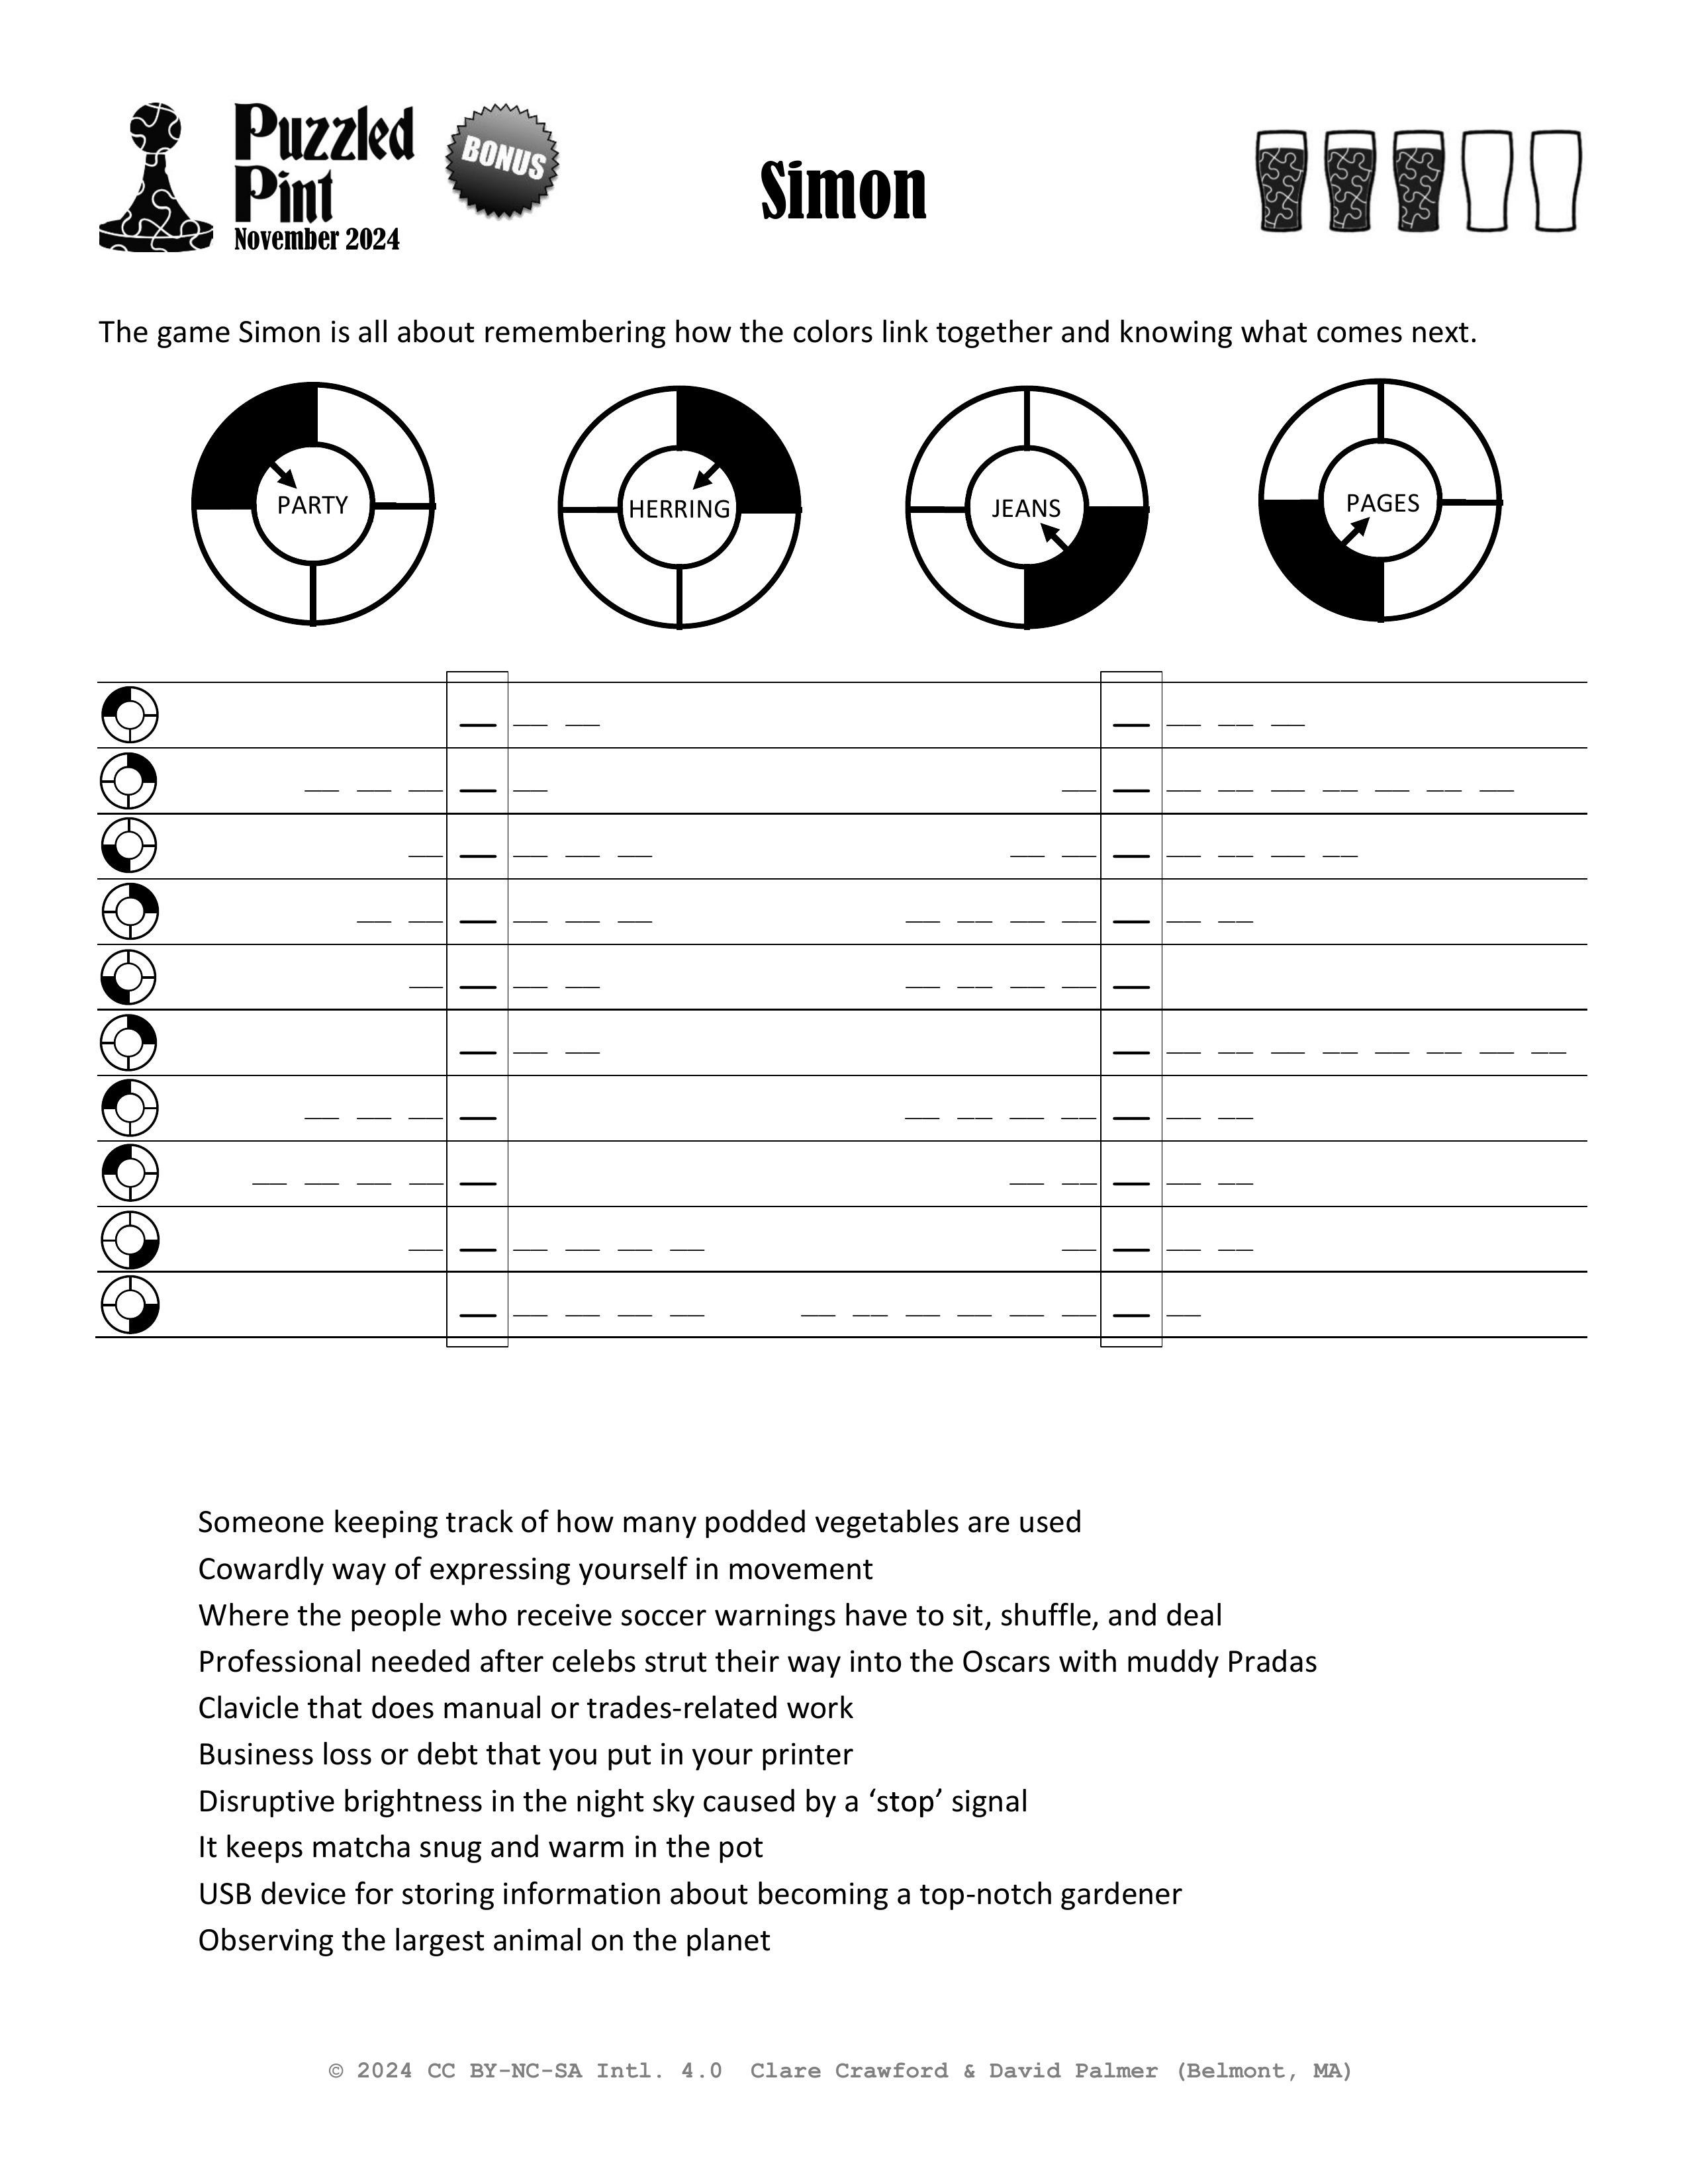 Puzzled
Pint
November 2024
BONUS
Simon
The game Simon is all about remembering how the colors link together and knowing what comes next.
PARTY
HERRING
JEANS
PAGES
Someone keeping track of how many podded vegetables are used
Cowardly way of expressing yourself in movement
Where the people who receive soccer warnings have to sit, shuffle, and deal
Professional needed after celebs strut their way into the Oscars with muddy Pradas
Clavicle that does manual or trades-related work
Business loss or debt that you put in your printer
Disruptive brightness in the night sky caused by a ‘stop’ signal
It keeps matcha snug and warm in the pot
USB device for storing information about becoming a top-notch gardener
Observing the largest animal on the planet
© 2024 CC BY-NC-SA Intl. 4.0 Clare Crawford & David Palmer (Belmont, MA)